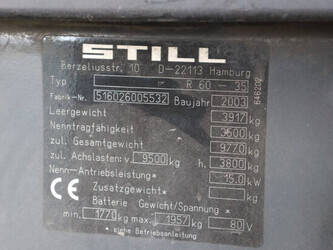 STILL
Berzeliusstr. 10 D-22113 Hamburg
Typ R 60 - 35
Fabrik-Nr. 516026005532 Baujahr 2003
Leergewicht 3917 kg
Nenntragfähigkeit 3500 kg
zul. Gesamtgewicht 9770 kg
zul. Achslasten v. 9500 kg h. 3800 kg
Nenn-Antriebsleistung* 15.0 kW
Zusatzgewicht* kg
Batterie Gewicht/Spannung *
min. 1770 kg max. 1957 kg 80 V
* siehe Betriebsanleitung
646202